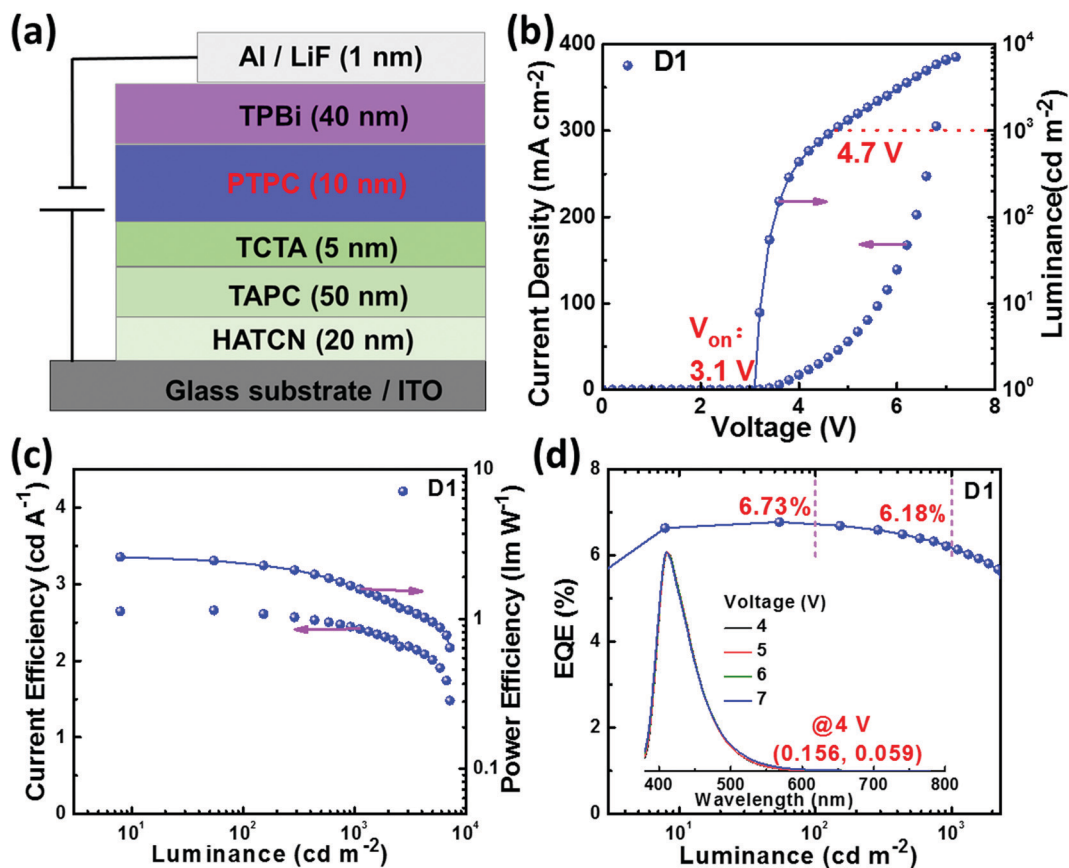 (a)
Al / LiF (1 nm)
TPBi (40 nm)
PTPC (10 nm)
TCTA (5 nm)
TAPC (50 nm)
HATCN (20 nm)
Glass substrate / ITO
(b)
D1
400
300
200
100
0
Current Density (mA cm-2)
10⁴
10³
10²
10¹
10⁰
Luminance(cd m-2)
4.7 V
Von:
3.1 V
0 2 4 6 8
Voltage (V)
(c)
D1
4
3
2
1
0
Current Efficiency (cd A-1)
10
1
0.1
Power Efficiency (lm W-1)
10¹ 10² 10³ 10⁴
Luminance (cd m-2)
(d)
D1
8
6
4
2
0
EQE (%)
6.73%
6.18%
Voltage (V)
4
5
6
7
@4 V
(0.156, 0.059)
400 500 600 700 800
Wavelength (nm)
10¹ 10² 10³
Luminance (cd m-2)